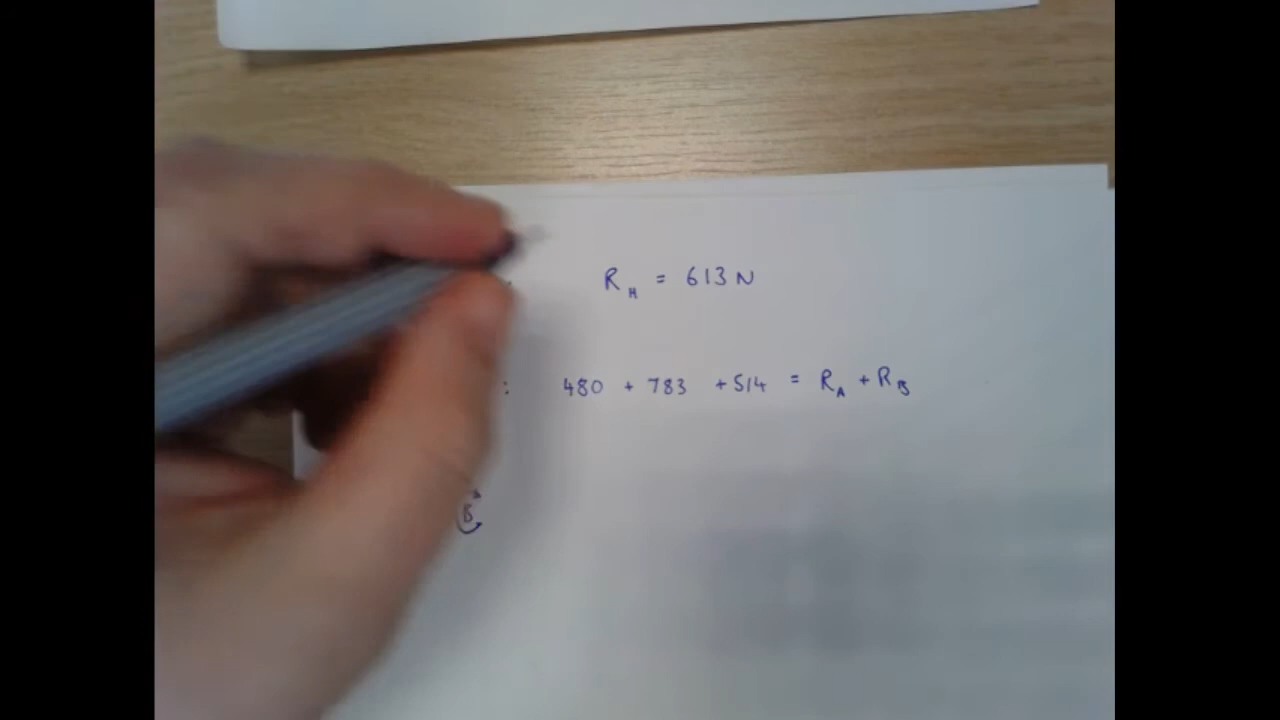 R_H = 613 N
: 480 + 783 + 514 = R_A + R_B
B